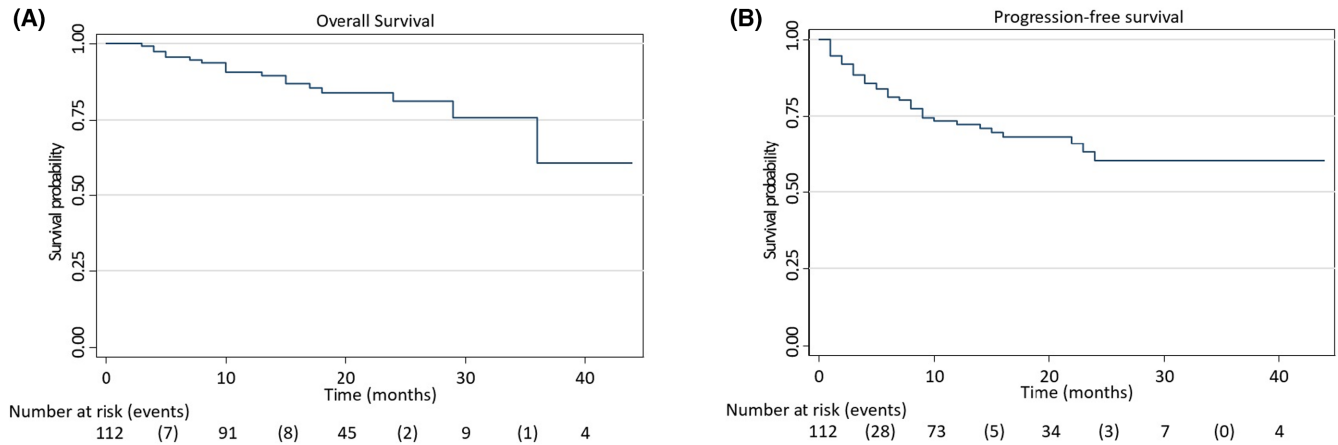 (A)
Overall Survival
Survival probability
1.00
0.75
0.50
0.25
0.00
0 10 20 30 40
Time (months)
Number at risk (events)
112 (7) 91 (8) 45 (2) 9 (1) 4
(B)
Progression-free survival
Survival probability
1.00
0.75
0.50
0.25
0.00
0 10 20 30 40
Time (months)
Number at risk (events)
112 (28) 73 (5) 34 (3) 7 (0) 4